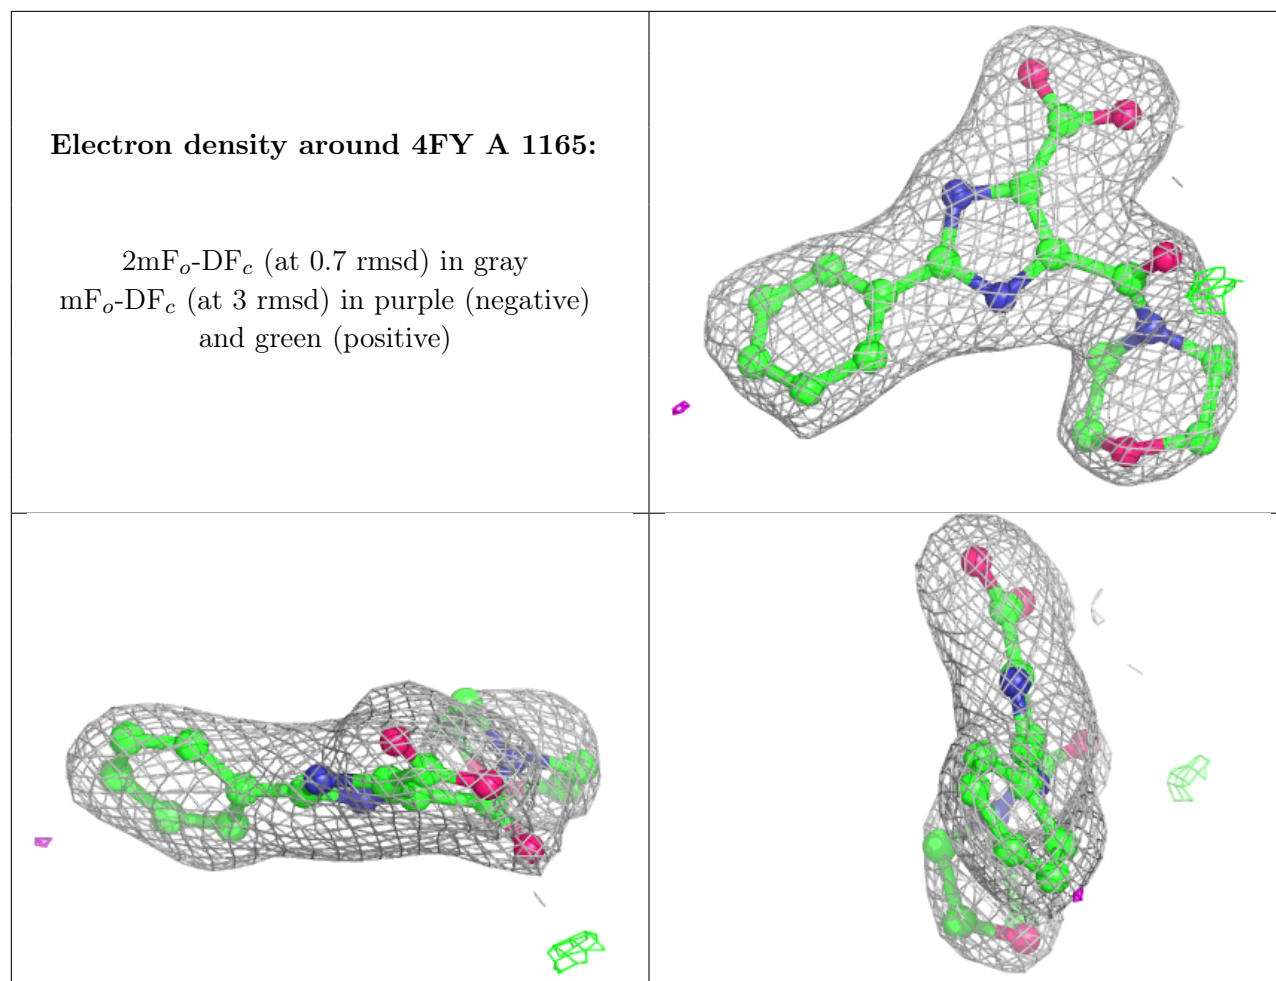 Electron density around 4FY A 1165:
2mFₒ-DF𝒸 (at 0.7 rmsd) in gray
mFₒ-DF𝒸 (at 3 rmsd) in purple (negative)
and green (positive)